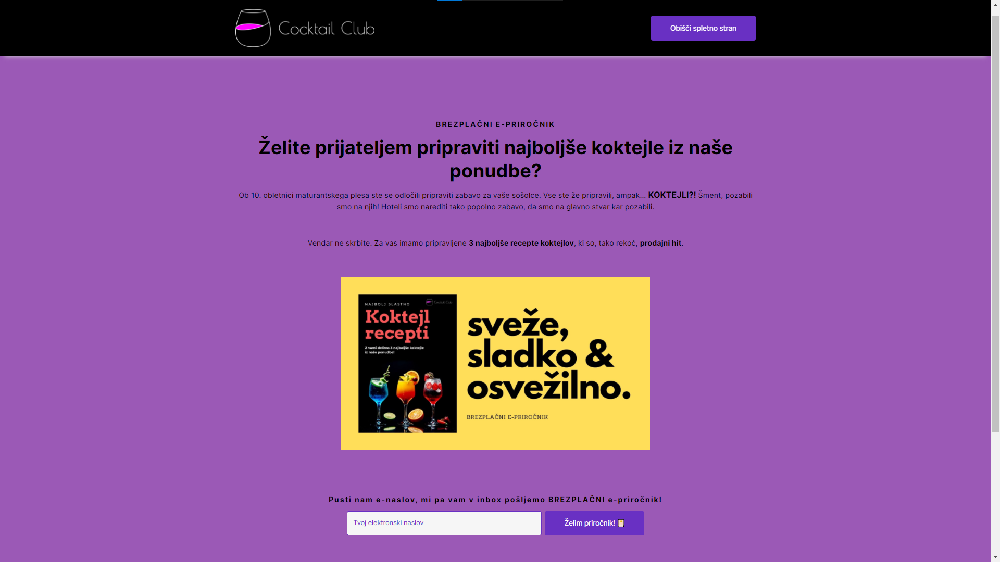 Cocktail Club
Obišči spletno stran
BREZPLAČNI E-PRIROČNIK
Želite prijateljem pripraviti najboljše koktejle iz naše
ponudbe?
Ob 10. obletnici maturantskega plesa ste se odločili pripraviti zabavo za vaše sošolce. Vse ste že pripravili, ampak... KOKTEJLI?! Šment, pozabili
smo na njih! Hoteli smo narediti tako popolno zabavo, da smo na glavno stvar kar pozabili.
Vendar ne skrbite. Za vas imamo pripravljene 3 najboljše recepte koktejlov, ki so, tako rekoč, prodajni hit.
NAJBOLJ SLASTNO
Cocktail Club
Koktejl
recepti
Z vami delimo 3 najboljše koktejle
iz naše ponudbe!
sveže,
sladko &
osvežilno.
BREZPLAČNI E-PRIROČNIK
Pusti nam e-naslov, mi pa vam v inbox pošljemo BREZPLAČNI e-priročnik!
Tvoj elektronski naslov
Želim priročnik!